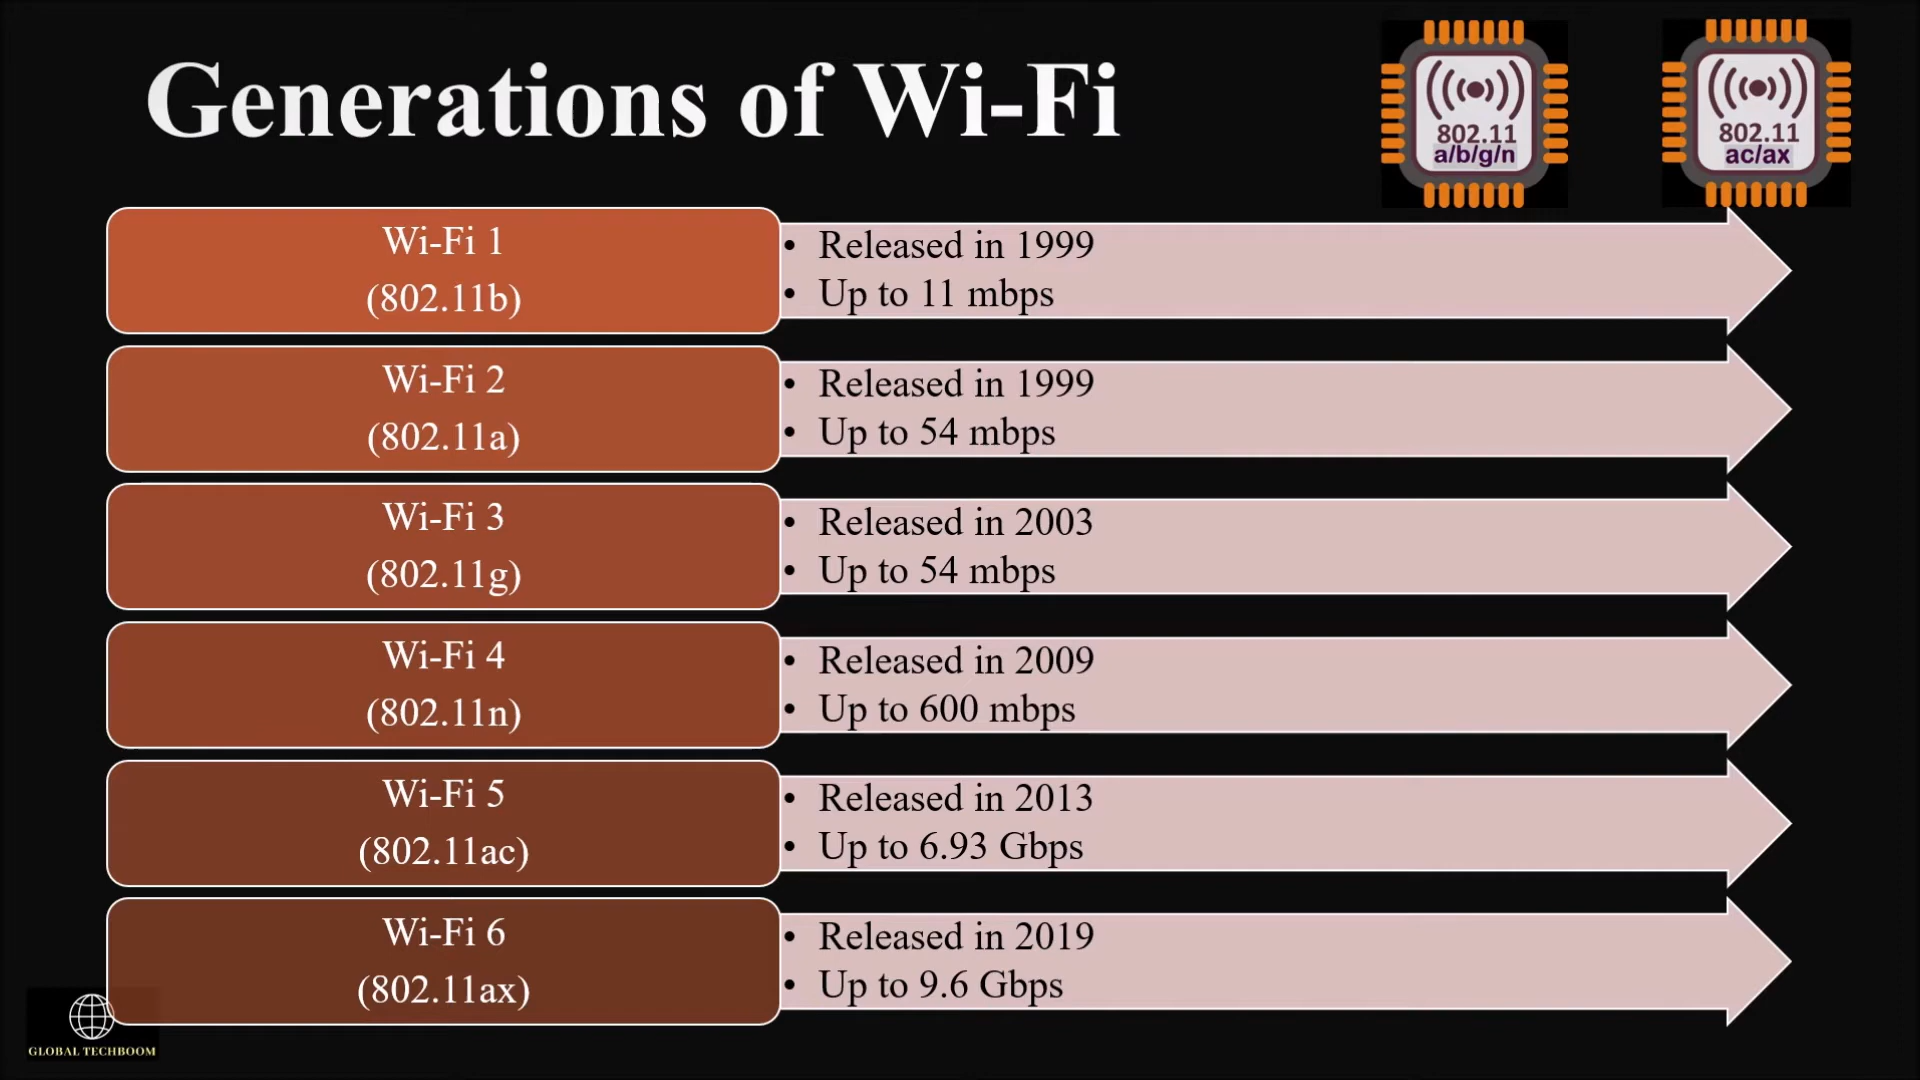 Generations of Wi-Fi
802.11
a/b/g/n
802.11
ac/ax
Wi-Fi 1
(802.11b)
• Released in 1999
• Up to 11 mbps
Wi-Fi 2
(802.11a)
• Released in 1999
• Up to 54 mbps
Wi-Fi 3
(802.11g)
• Released in 2003
• Up to 54 mbps
Wi-Fi 4
(802.11n)
• Released in 2009
• Up to 600 mbps
Wi-Fi 5
(802.11ac)
• Released in 2013
• Up to 6.93 Gbps
Wi-Fi 6
(802.11ax)
• Released in 2019
• Up to 9.6 Gbps
GLOBAL TECHBOOM